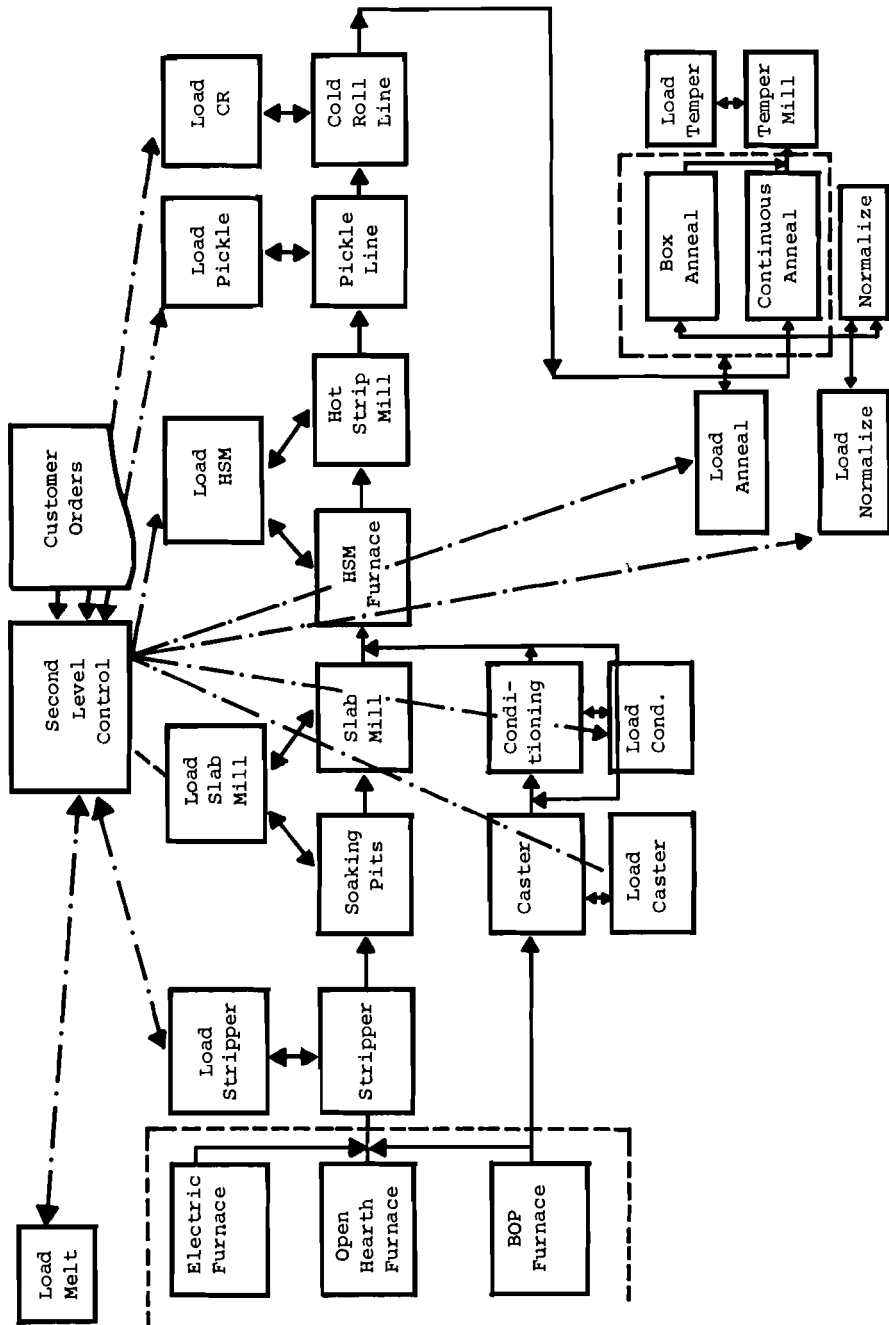 Load
Melt
Second
Level
Control
Customer
Orders
Load
Stripper
Load
Slab
Mill
Load
HSM
Load
Pickle
Load
CR
Electric
Furnace
Open
Hearth
Furnace
BOP
Furnace
Stripper
Soaking
Pits
Slab
Mill
HSM
Furnace
Hot
Strip
Mill
Pickle
Line
Cold
Roll
Line
Caster
Condi-
tioning
Load
Caster
Load
Cond.
Load
Anneal
Load
Normalize
Box
Anneal
Continuous
Anneal
Normalize
Load
Temper
Temper
Mill